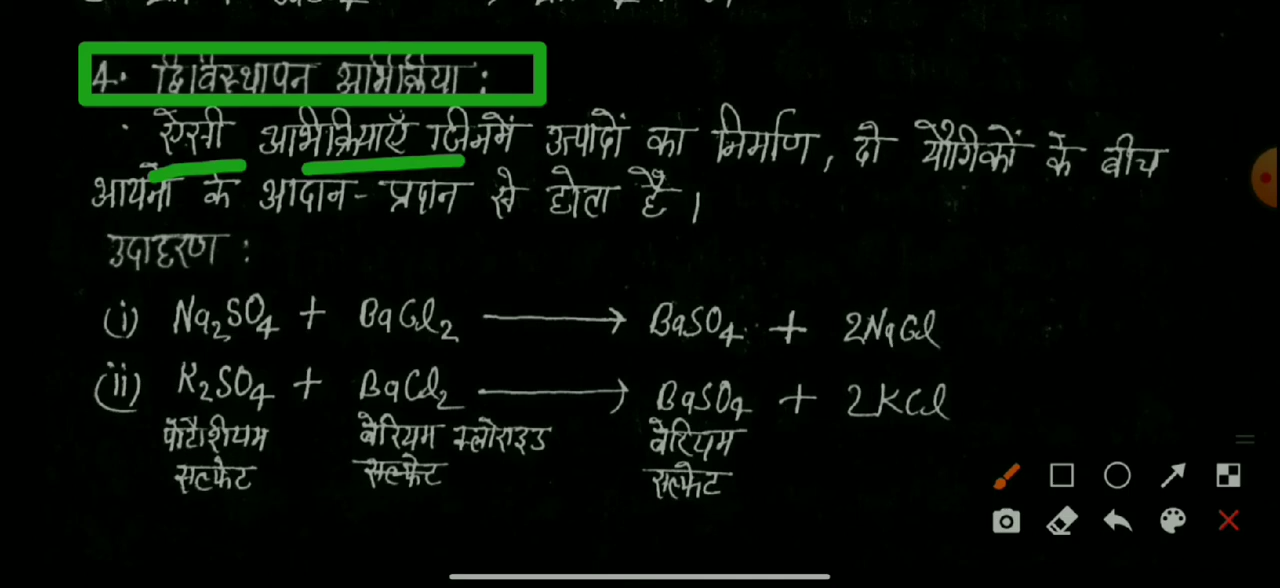 4. द्विविस्थापन अभिक्रिया :
· ऐसी अभिक्रियाएँ जिनमें उत्पादों का निर्माण, दो यौगिकों के बीच
आयनों के आदान-प्रदान से होता है।
उदाहरण :
(i) Na₂SO₄ + BaCl₂ ⟶ BaSO₄ + 2NaCl
(ii) K₂SO₄ + BaCl₂ ⟶ BaSO₄ + 2KCl
पोटैशियम बेरियम क्लोराइड बेरियम
सल्फेट सल्फेट सल्फेट